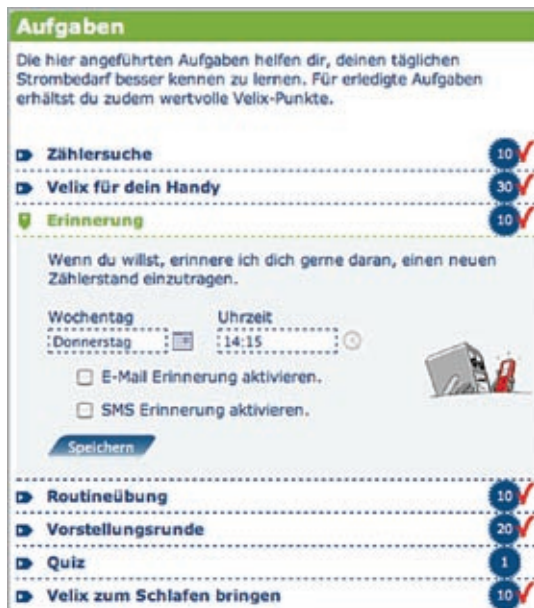 Aufgaben
Die hier angeführten Aufgaben helfen dir, deinen täglichen
Strombedarf besser kennen zu lernen. Für erledigte Aufgaben
erhältst du zudem wertvolle Velix-Punkte.
Zählersuche 10
Velix für dein Handy 30
Erinnerung 10
Wenn du willst, erinnere ich dich gerne daran, einen neuen
Zählerstand einzutragen.
Wochentag Uhrzeit
Donnerstag 14:15
E-Mail Erinnerung aktivieren.
SMS Erinnerung aktivieren.
Speichern
Routineübung 10
Vorstellungsrunde 20
Quiz 1
Velix zum Schlafen bringen 10